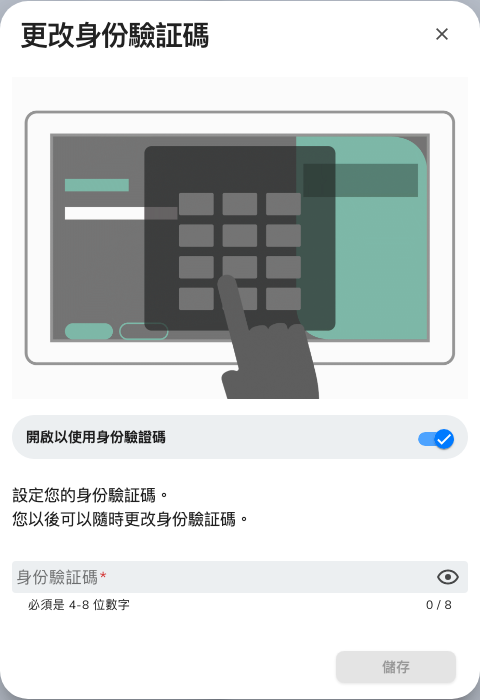 更改身份驗証碼
開啟以使用身份驗證碼
設定您的身份驗証碼。
您以後可以隨時更改身份驗証碼。
身份驗証碼*
必須是 4-8 位數字 0 / 8
儲存